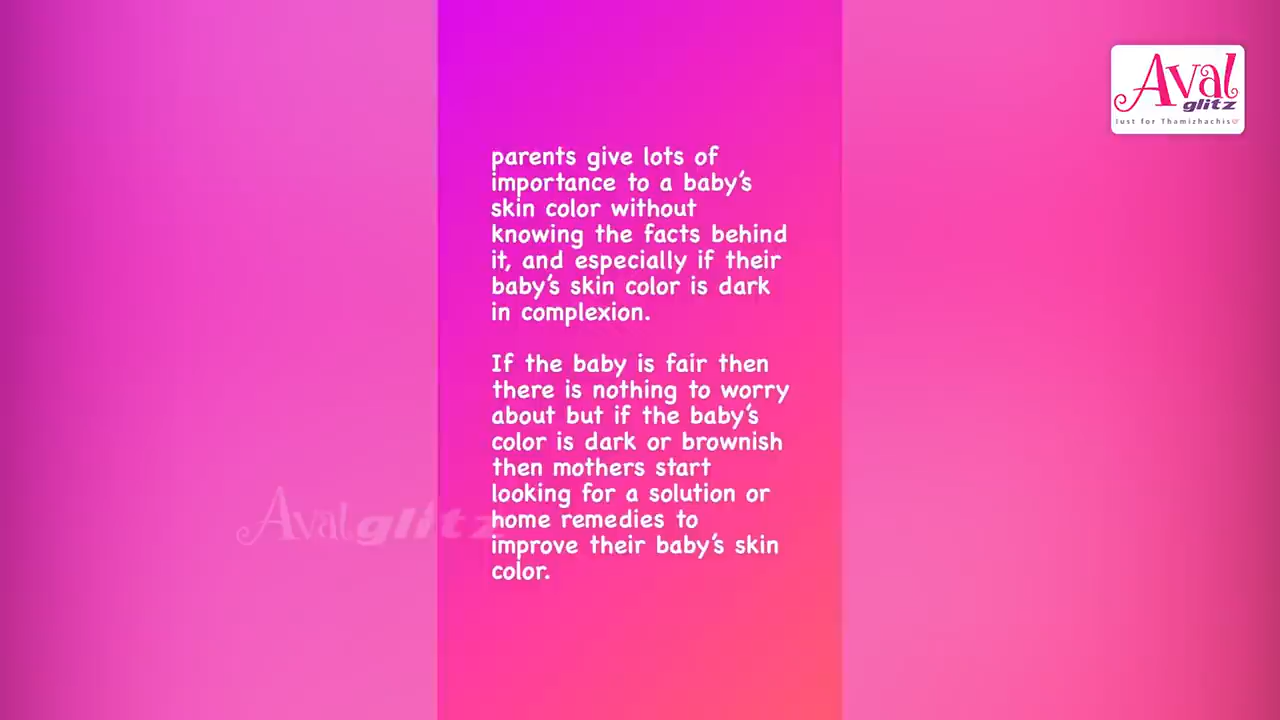 Aval
glitz
Just for Thamizhachis
parents give lots of
importance to a baby's
skin color without
knowing the facts behind
it, and especially if their
baby's skin color is dark
in complexion.
If the baby is fair then
there is nothing to worry
about but if the baby's
color is dark or brownish
then mothers start
looking for a solution or
home remedies to
improve their baby's skin
color.
Aval glitz